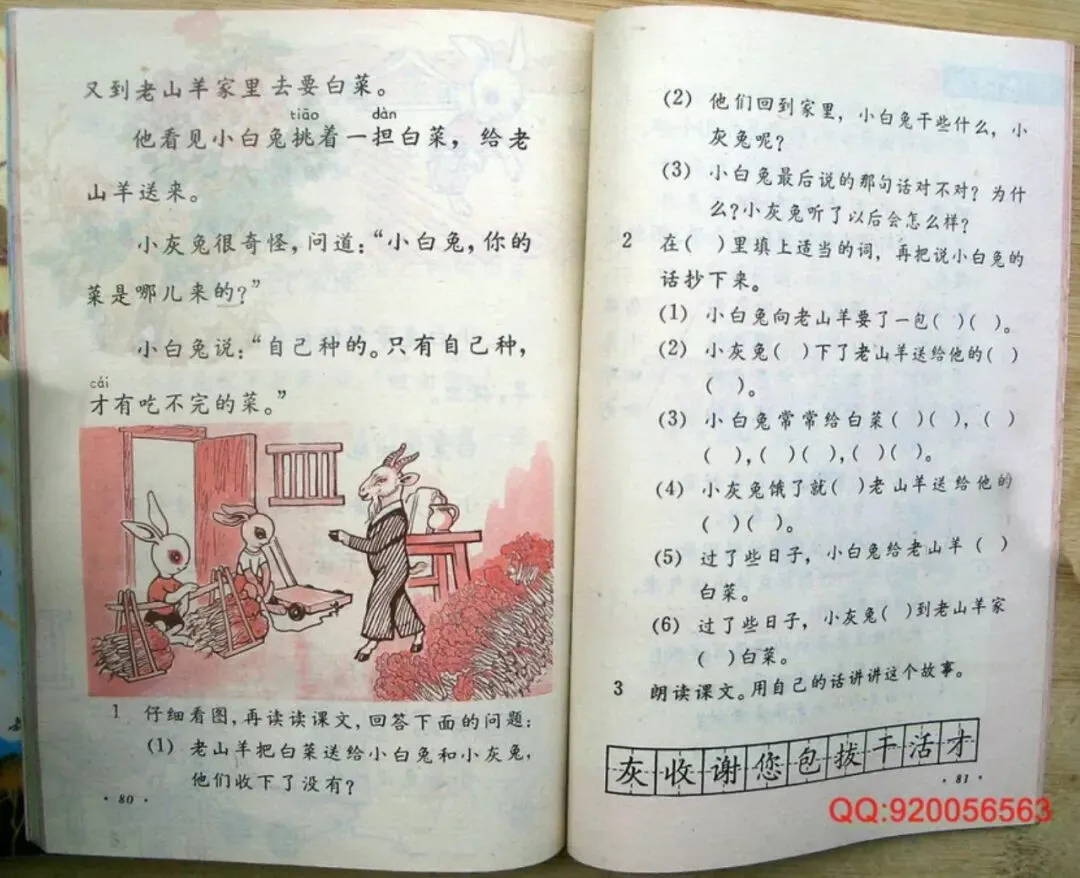 又到老山羊家里去要白菜。
tiāo dàn
他看见小白兔挑着一担白菜，给老
山羊送来。
小灰兔很奇怪，问道：“小白兔，你的
菜是哪儿来的？”
小白兔说：“自己种的。只有自己种，
cái
才有吃不完的菜。”
1 仔细看图，再读读课文，回答下面的问题：
(1) 老山羊把白菜送给小白兔和小灰兔，
他们收下了没有？
·80·
(2) 他们回到家里，小白兔干些什么，小
灰兔呢？
(3) 小白兔最后说的那句话对不对？为什
么？小灰兔听了以后会怎么样？
2 在( )里填上适当的词，再把说小白兔的
话抄下来。
(1) 小白兔向老山羊要了一包( )( )。
(2) 小灰兔( )下了老山羊送给他的( )
( )。
(3) 小白兔常常给白菜( )( )，( )
( )，( )( )，( )( )。
(4) 小灰兔饿了就( )老山羊送给他的
( )( )。
(5) 过了些日子，小白兔给老山羊( )
白菜。
(6) 过了些日子，小灰兔( )到老山羊家
( )白菜。
3 朗读课文。用自己的话讲讲这个故事。
灰收谢您包拔干活才
·81·
QQ:920056563